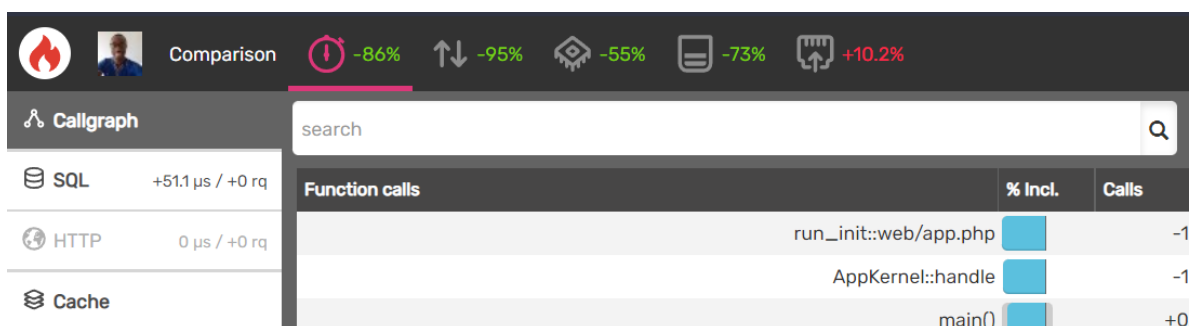 Comparison -86% -95% -55% -73% +10.2%
Callgraph
search
SQL +51.1 µs / +0 rq
Function calls % Incl. Calls
run_init::web/app.php -1
HTTP 0 µs / +0 rq
AppKernel::handle -1
Cache
main() +0